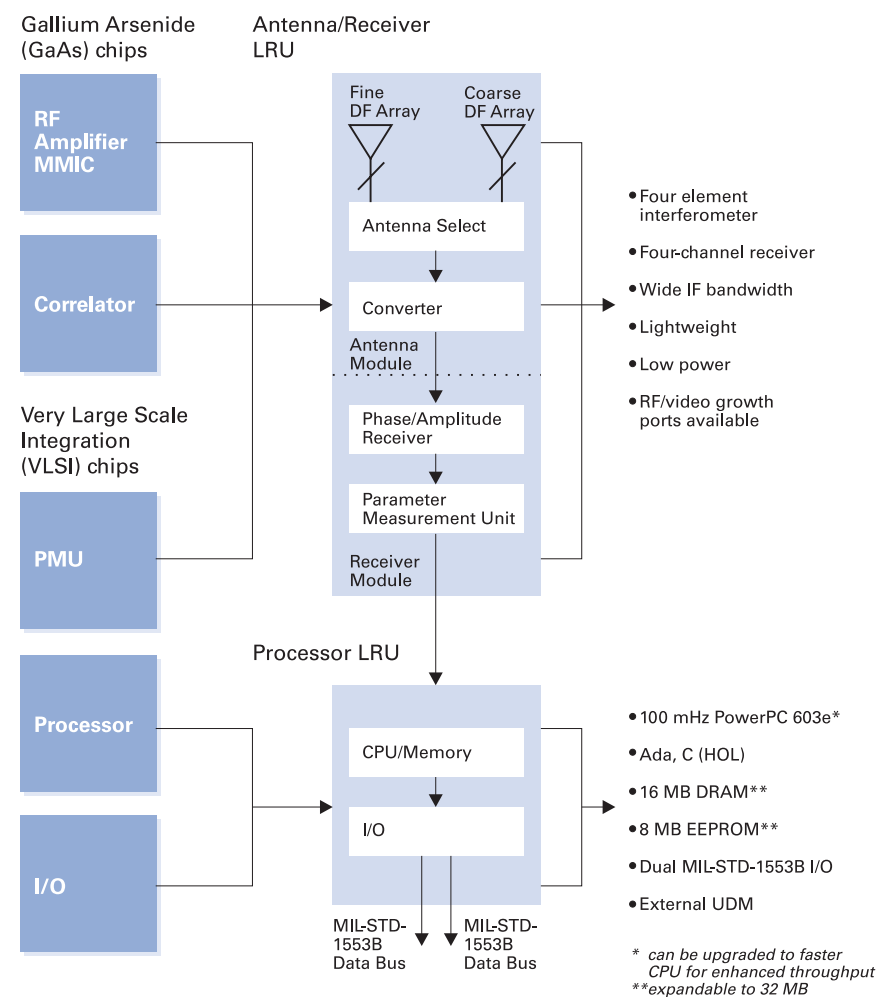 Gallium Arsenide
(GaAs) chips
RF
Amplifier
MMIC
Correlator
Very Large Scale
Integration
(VLSI) chips
PMU
Processor
I/O
Antenna/Receiver
LRU
Fine
DF Array
Coarse
DF Array
Antenna Select
Converter
Antenna
Module
Phase/Amplitude
Receiver
Parameter
Measurement Unit
Receiver
Module
•Four element
interferometer
•Four-channel receiver
•Wide IF bandwidth
•Lightweight
•Low power
•RF/video growth
ports available
Processor LRU
CPU/Memory
I/O
MIL-STD-
1553B
Data Bus
MIL-STD-
1553B
Data Bus
•100 mHz PowerPC 603e*
•Ada, C (HOL)
•16 MB DRAM**
•8 MB EEPROM**
•Dual MIL-STD-1553B I/O
•External UDM
* can be upgraded to faster
CPU for enhanced throughput
**expandable to 32 MB